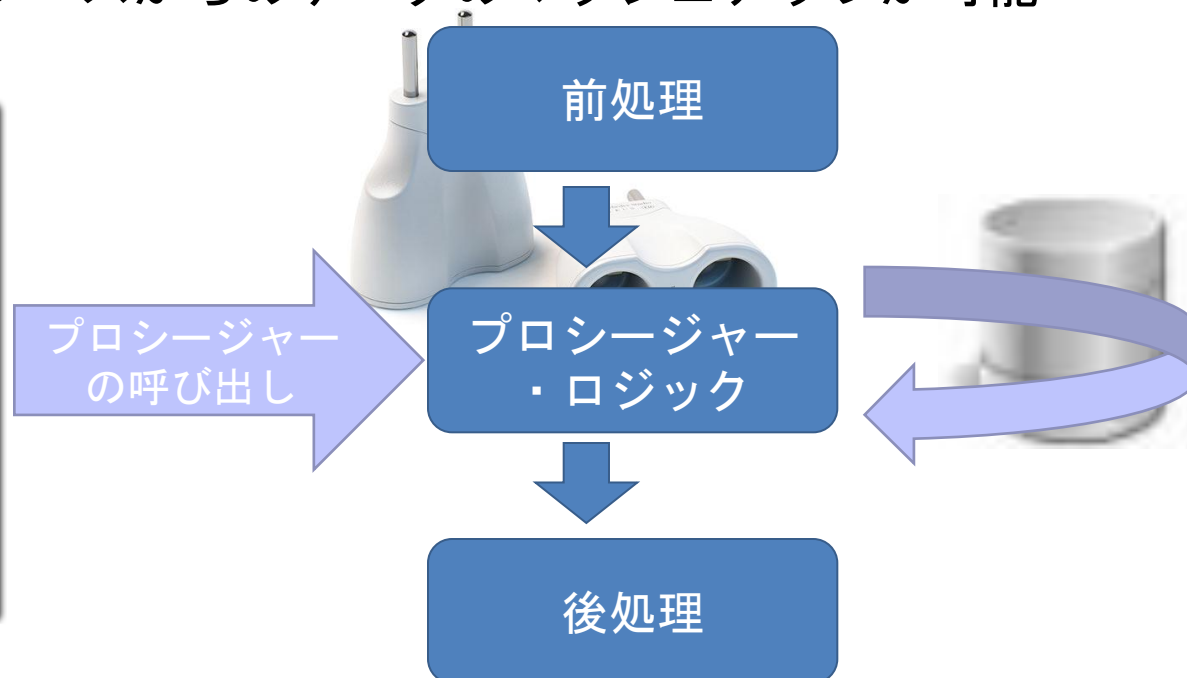 前処理
プロシージャー
の呼び出し
プロシージャー
・ロジック
後処理